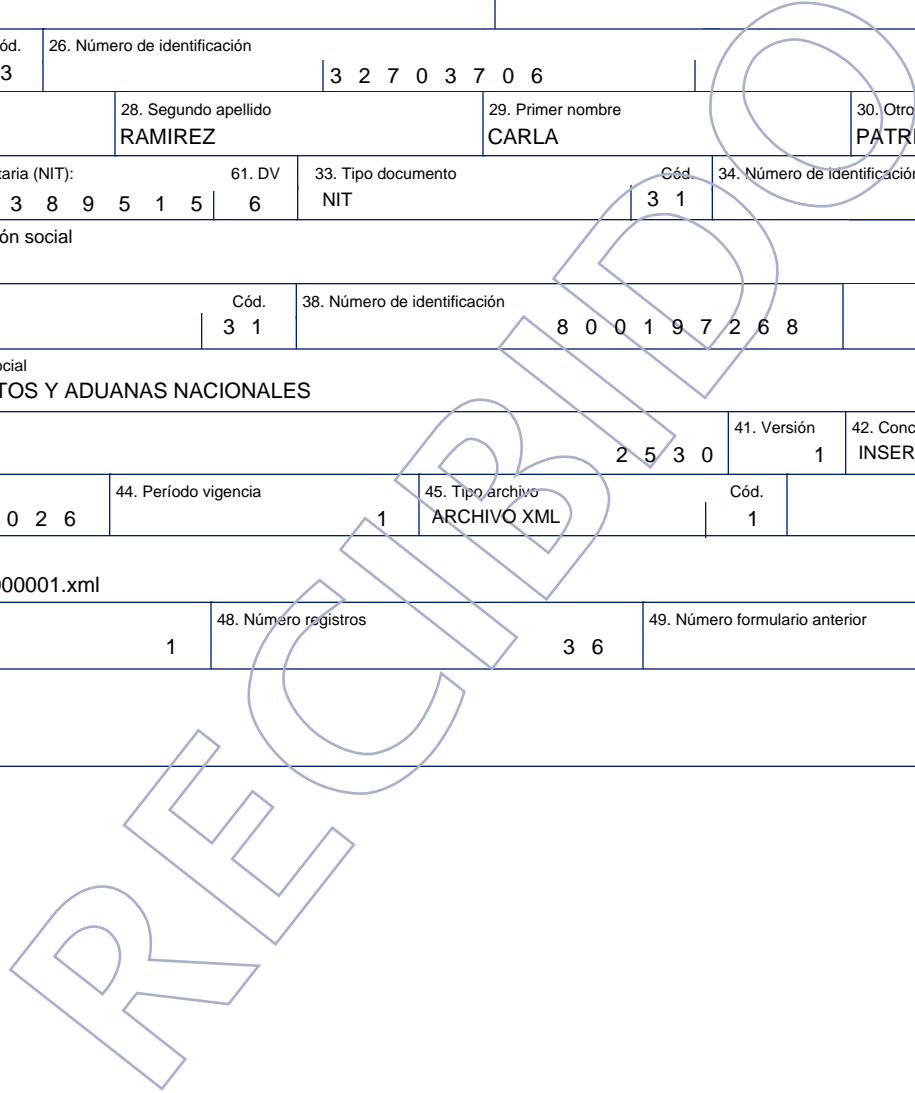 ód. 26. Número de identificación
3 3 2 7 0 3 7 0 6
28. Segundo apellido 29. Primer nombre 30. Otro
RAMIREZ CARLA PATRI
taria (NIT): 61. DV 33. Tipo documento Cód. 34. Número de identificación
3 8 9 5 1 5 6 NIT 3 1
ón social
Cód. 38. Número de identificación
3 1 8 0 0 1 9 7 2 6 8
ocial
TOS Y ADUANAS NACIONALES
41. Versión 42. Conc
2 5 3 0 1 INSER
44. Período vigencia 45. Tipo archivo Cód.
0 2 6 1 ARCHIVO XML 1
000001.xml
48. Número registros 49. Número formulario anterior
1 3 6
RECIBIDO